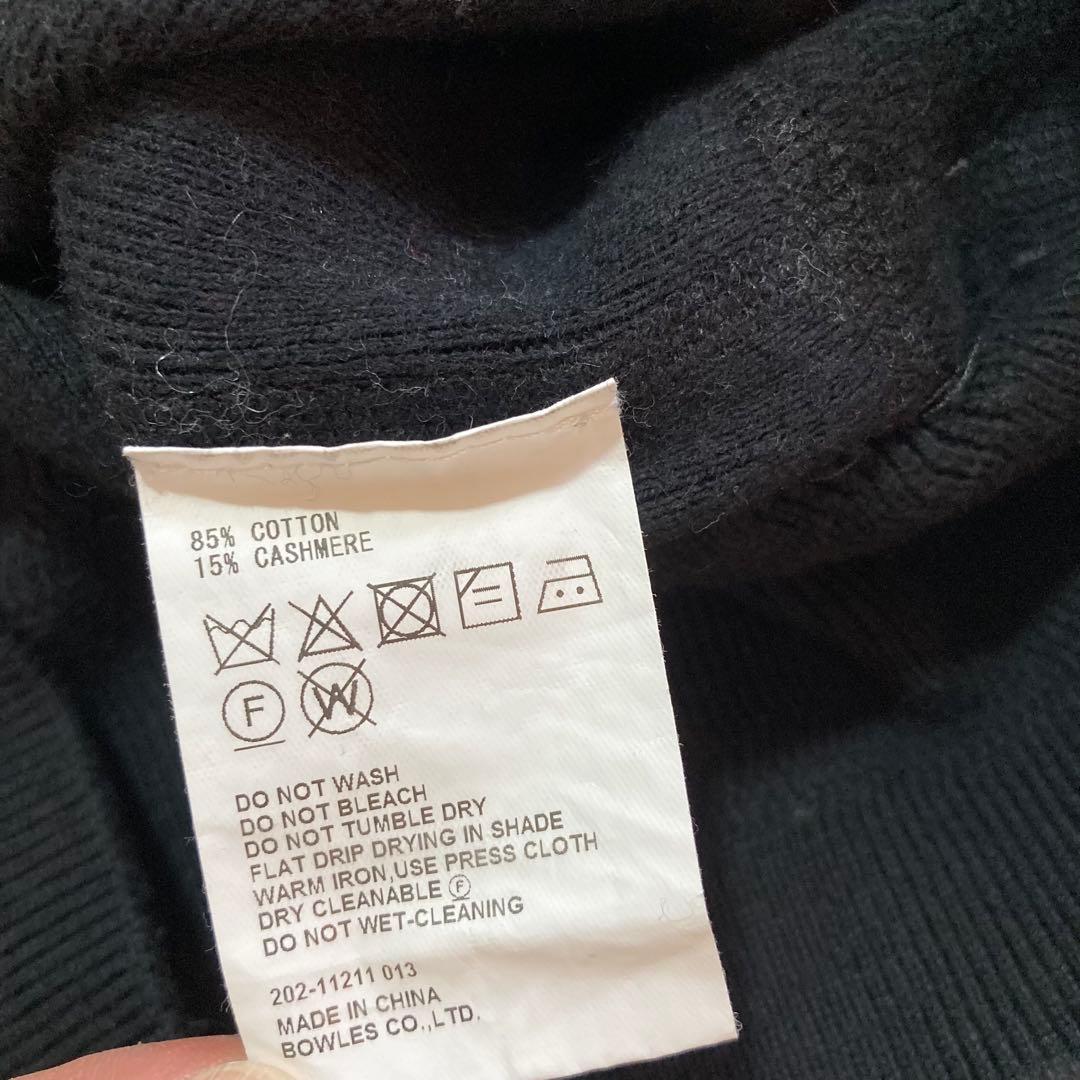 85% COTTON
15% CASHMERE
F W
DO NOT WASH
DO NOT BLEACH
DO NOT TUMBLE DRY
FLAT DRIP DRYING IN SHADE
WARM IRON,USE PRESS CLOTH
DRY CLEANABLE Ⓕ
DO NOT WET-CLEANING
202-11211 013
MADE IN CHINA
BOWLES CO.,LTD.